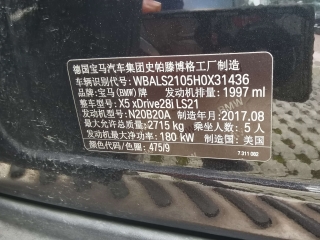 德国宝马汽车集团史帕滕博格工厂制造
车辆识别代号:WBALS2105H0X31436
品牌:宝马(BMW) 发动机排量:1997 ml
整车型号:X5 xDrive28i LS21
发动机型号:N20B20A 制造年月:2017.08
最大允许总质量:2715 kg 乘坐人数:5 人
发动机最大净功率:180 kW 制造国:美国
颜色代码/色题:475/9
7 311 092